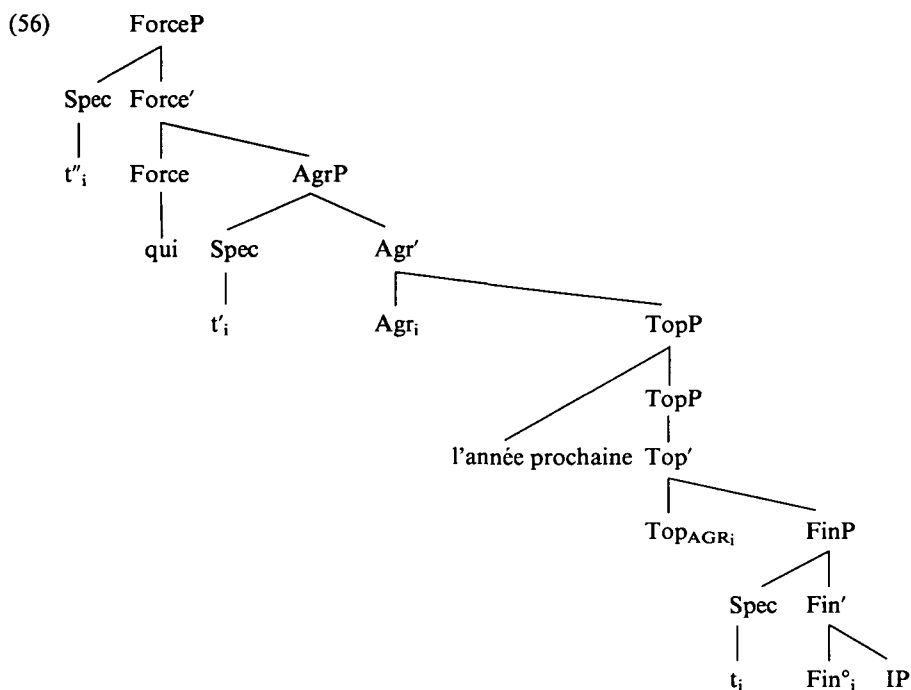 (56) ForceP
Spec Force′
t″i Force AgrP
qui Spec Agr′
t′i Agri TopP
TopP
l'année prochaine Top′
TopAGRi FinP
Spec Fin′
ti Fin°i IP